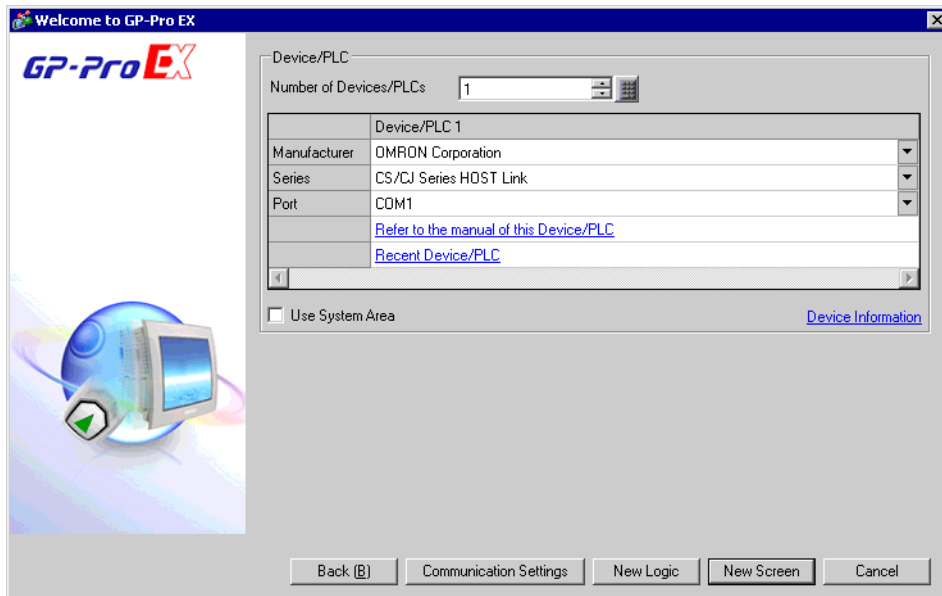 Welcome to GP-Pro EX
GP-Pro EX
Device/PLC
Number of Devices/PLCs 1
Device/PLC 1
Manufacturer OMRON Corporation
Series CS/CJ Series HOST Link
Port COM1
Refer to the manual of this Device/PLC
Recent Device/PLC
Use System Area Device Information
Back (B) Communication Settings New Logic New Screen Cancel